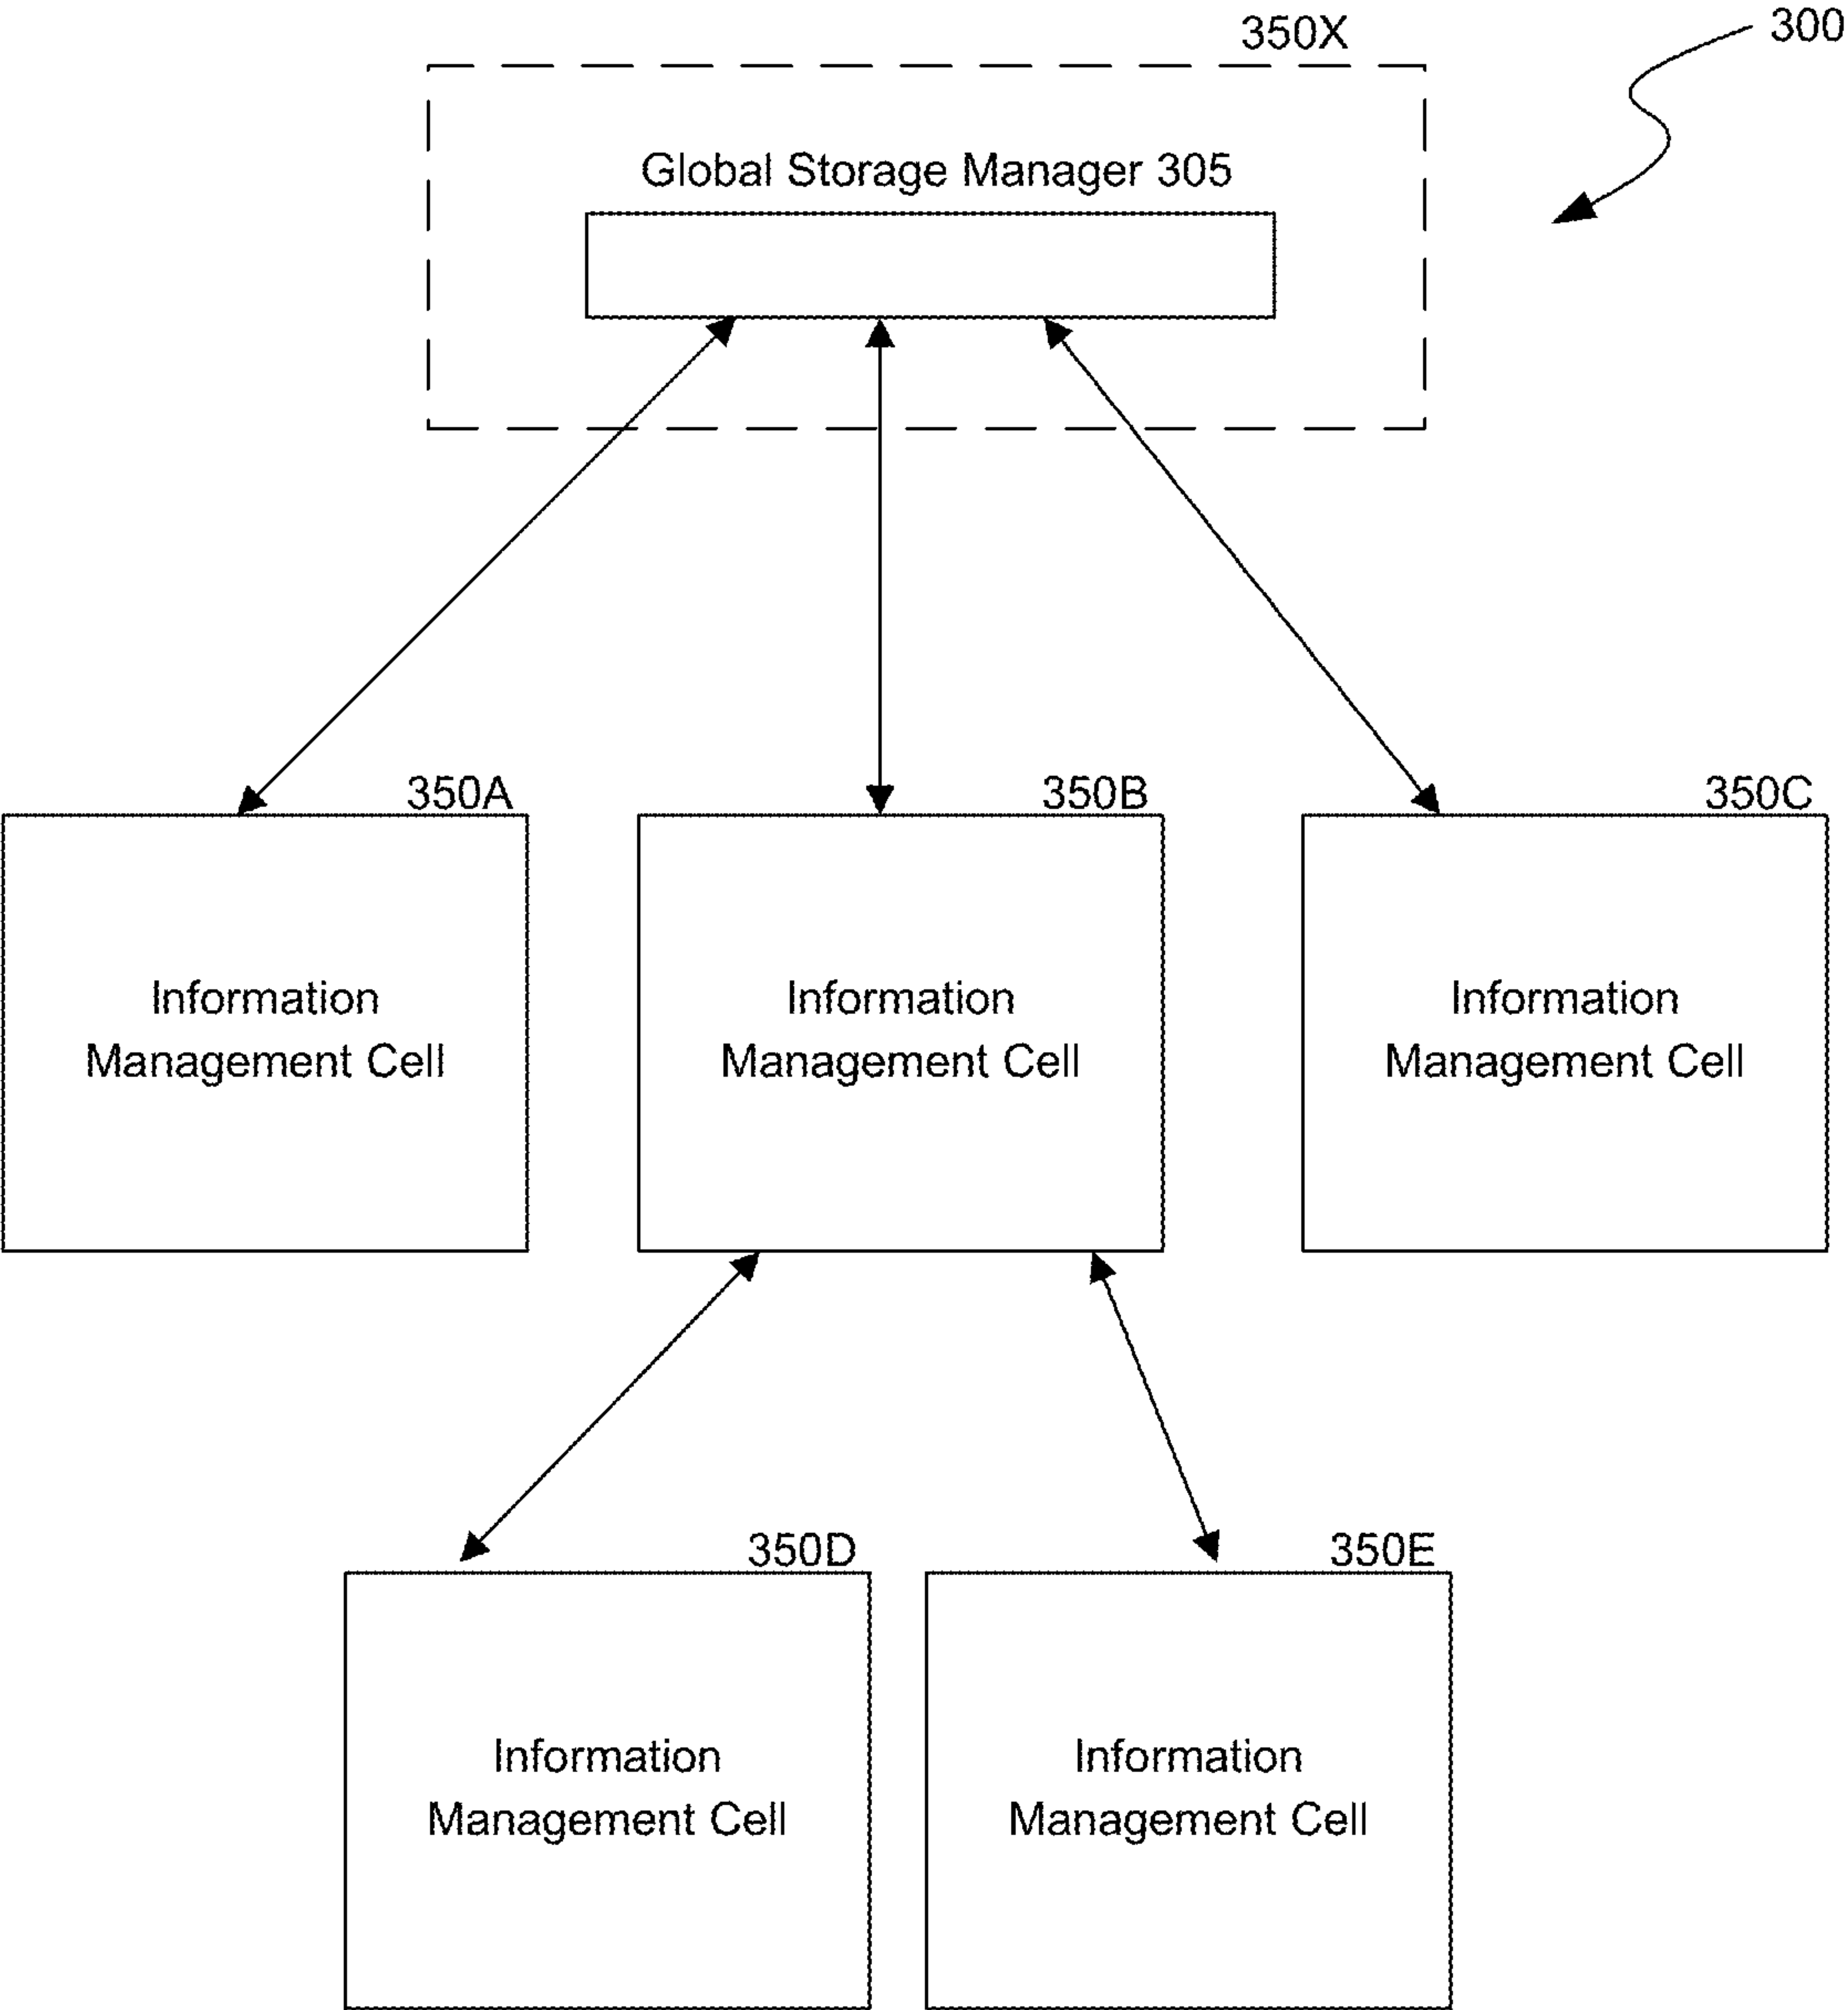 350X
300
Global Storage Manager 305
350A
350B
350C
Information
Management Cell
Information
Management Cell
Information
Management Cell
350D
350E
Information
Management Cell
Information
Management Cell